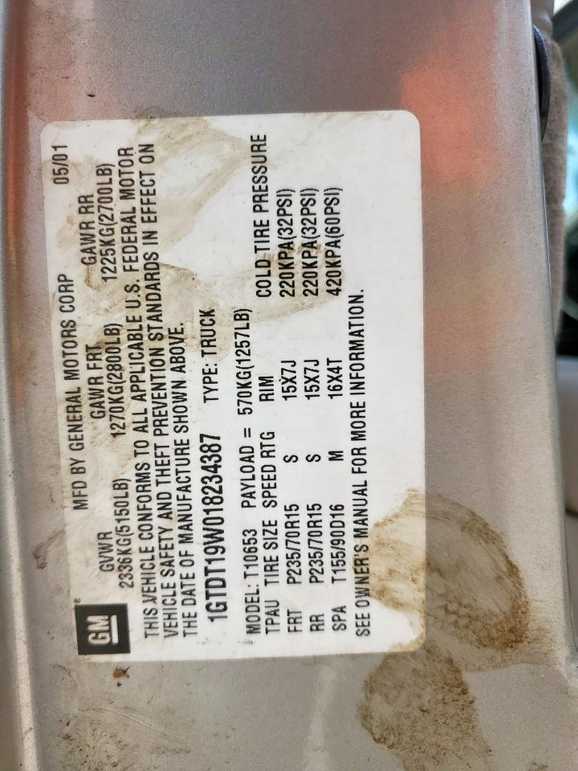 GM
MFD BY GENERAL MOTORS CORP 05/01
GVWR GAWR FRT GAWR RR
2336KG(5150LB) 1270KG(2800LB) 1225KG(2700LB)
THIS VEHICLE CONFORMS TO ALL APPLICABLE U.S. FEDERAL MOTOR
VEHICLE SAFETY AND THEFT PREVENTION STANDARDS IN EFFECT ON
THE DATE OF MANUFACTURE SHOWN ABOVE.
1GTDT19W018234387 TYPE: TRUCK
MODEL: T10653 PAYLOAD = 570KG(1257LB)
TPAU TIRE SIZE SPEED RTG RIM COLD TIRE PRESSURE
FRT P235/70R15 S 15X7J 220KPA(32PSI)
RR P235/70R15 S 15X7J 220KPA(32PSI)
SPA T155/90D16 M 16X4T 420KPA(60PSI)
SEE OWNER'S MANUAL FOR MORE INFORMATION.